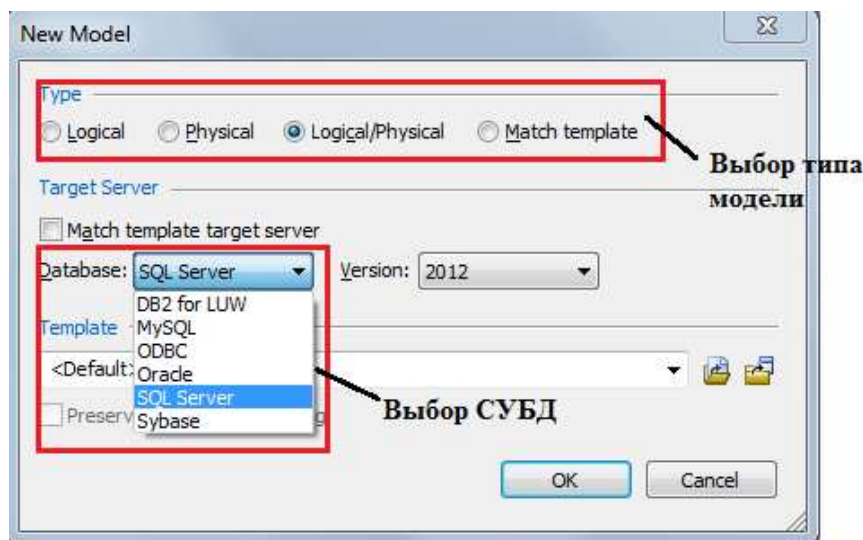 New Model
Type
Logical Physical Logical/Physical Match template
Выбор типа
модели
Target Server
Match template target server
Database: SQL Server Version: 2012
DB2 for LUW
Template
MySQL
ODBC
<Default>
Oracle
SQL Server
Sybase
Выбор СУБД
OK Cancel